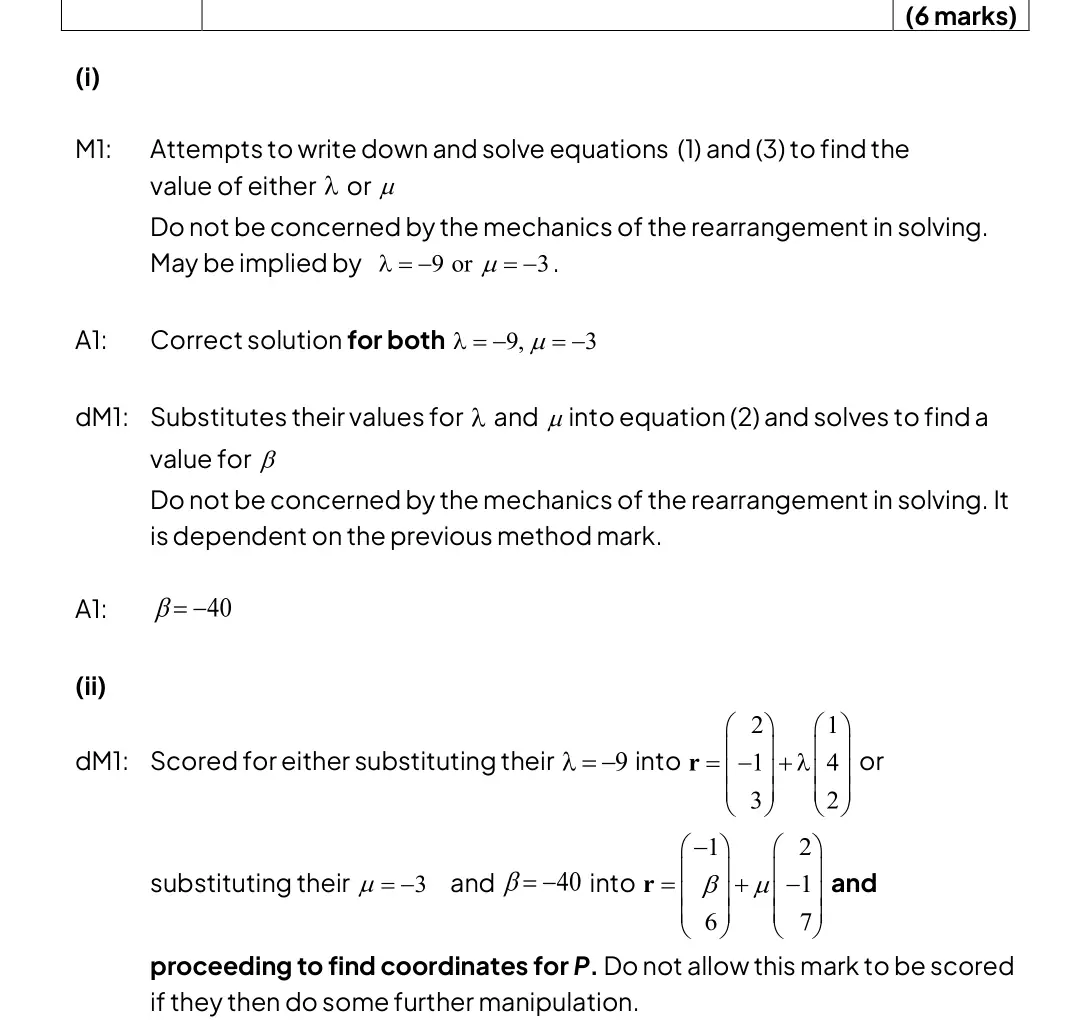 (6 marks)
(i)
M1: Attempts to write down and solve equations (1) and (3) to find the
value of either λ or μ
Do not be concerned by the mechanics of the rearrangement in solving.
May be implied by λ = −9 or μ = −3.
A1: Correct solution for both λ = −9, μ = −3
dM1: Substitutes their values for λ and μ into equation (2) and solves to find a
value for β
Do not be concerned by the mechanics of the rearrangement in solving. It
is dependent on the previous method mark.
A1: β = −40
(ii)
dM1: Scored for either substituting their λ = −9 into r = (2 −1 3) + λ(1 4 2) or
substituting their μ = −3 and β = −40 into r = (−1 β 6) + μ(2 −1 7) and
proceeding to find coordinates for P. Do not allow this mark to be scored
if they then do some further manipulation.